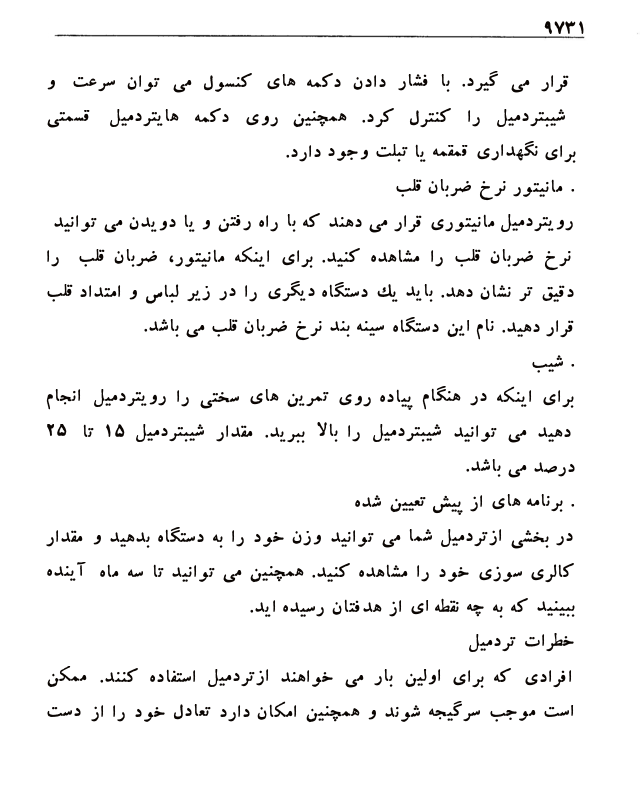 ۹۷۳۱
قرار می گیرد. با فشار دادن دکمه های کنسول می توان سرعت و
شیبتردمیل را کنترل کرد. همچنین روی دکمه هایتردمیل قسمتی
برای نگهداری قمقمه یا تبلت وجود دارد.
. مانیتور نرخ ضربان قلب
رویتردمیل مانیتوری قرار می دهند که با راه رفتن و یا دویدن می توانید
نرخ ضربان قلب را مشاهده کنید. برای اینکه مانیتور، ضربان قلب را
دقیق تر نشان دهد. باید یك دستگاه دیگری را در زیر لباس و امتداد قلب
قرار دهید. نام این دستگاه سینه بند نرخ ضربان قلب می باشد.
. شیب
برای اینکه در هنگام پیاده روی تمرین های سختی را رویتردمیل انجام
دهید می توانید شیبتردمیل را بالا ببرید. مقدار شیبتردمیل ۱۵ تا ۲۵
درصد می باشد.
. برنامه های از پیش تعیین شده
در بخشی ازتردمیل شما می توانید وزن خود را به دستگاه بدهید و مقدار
کالری سوزی خود را مشاهده کنید. همچنین می توانید تا سه ماه آینده
ببینید که به چه نقطه ای از هدفتان رسیده اید.
خطرات تردمیل
افرادی که برای اولین بار می خواهند ازتردمیل استفاده کنند. ممکن
است موجب سرگیجه شوند و همچنین امکان دارد تعادل خود را از دست